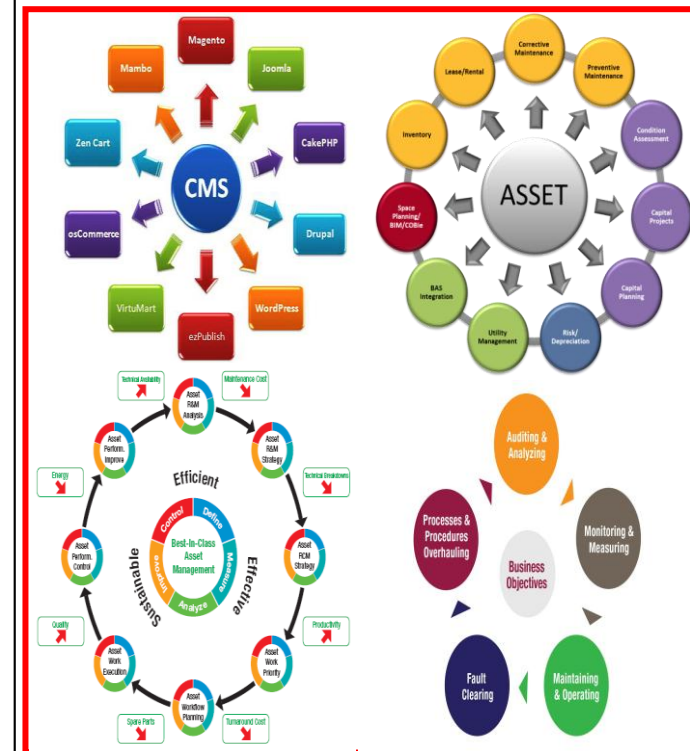 Magento
Mambo
Joomla
Zen Cart
CakePHP
CMS
osCommerce
Drupal
VirtuMart
WordPress
ezPublish
Corrective
Maintenance
Lease/Rental
Preventive
Maintenance
Inventory
Condition
Assessment
ASSET
Space
Planning/
BIM/COBie
Capital
Projects
BAS
Integration
Capital
Planning
Utility
Management
Risk/
Depreciation
Technical Availability
Maintenance Cost
Asset
R&M
Analysis
Asset
Perform.
Improve
Asset
R&M
Strategy
Energy
Technical Breakdowns
Efficient
Control
Define
Best-In-Class
Asset
Management
Improve
Measure
Analyze
Sustainable
Effective
Asset
Perform.
Control
Asset
RCM
Strategy
Quality
Productivity
Asset
Work
Execution
Asset
Work
Priority
Asset
Workflow
Planning
Spare Parts
Turnaround Cost
Auditing &
Analyzing
Processes &
Procedures
Overhauling
Monitoring &
Measuring
Business
Objectives
Fault
Clearing
Maintaining
& Operating